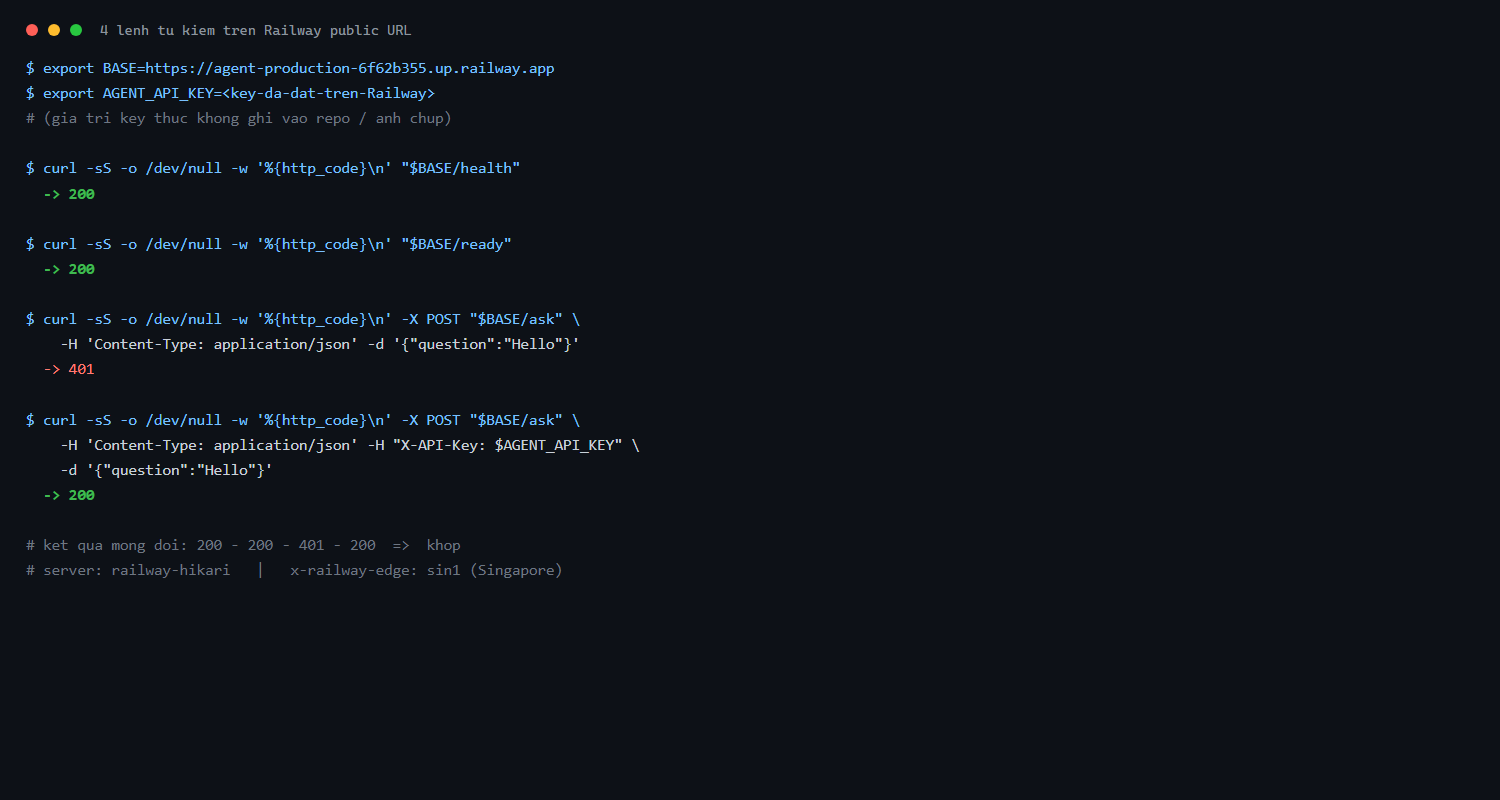 4 lenh tu kiem tren Railway public URL
$ export BASE=https://agent-production-6f62b355.up.railway.app
$ export AGENT_API_KEY=<key-da-dat-tren-Railway>
# (gia tri key thuc khong ghi vao repo / anh chup)
$ curl -sS -o /dev/null -w '%{http_code}\n' "$BASE/health"
-> 200
$ curl -sS -o /dev/null -w '%{http_code}\n' "$BASE/ready"
-> 200
$ curl -sS -o /dev/null -w '%{http_code}\n' -X POST "$BASE/ask" \
-H 'Content-Type: application/json' -d '{"question":"Hello"}'
-> 401
$ curl -sS -o /dev/null -w '%{http_code}\n' -X POST "$BASE/ask" \
-H 'Content-Type: application/json' -H "X-API-Key: $AGENT_API_KEY" \
-d '{"question":"Hello"}'
-> 200
# ket qua mong doi: 200 - 200 - 401 - 200  =>  khop
# server: railway-hikari   |   x-railway-edge: sin1 (Singapore)